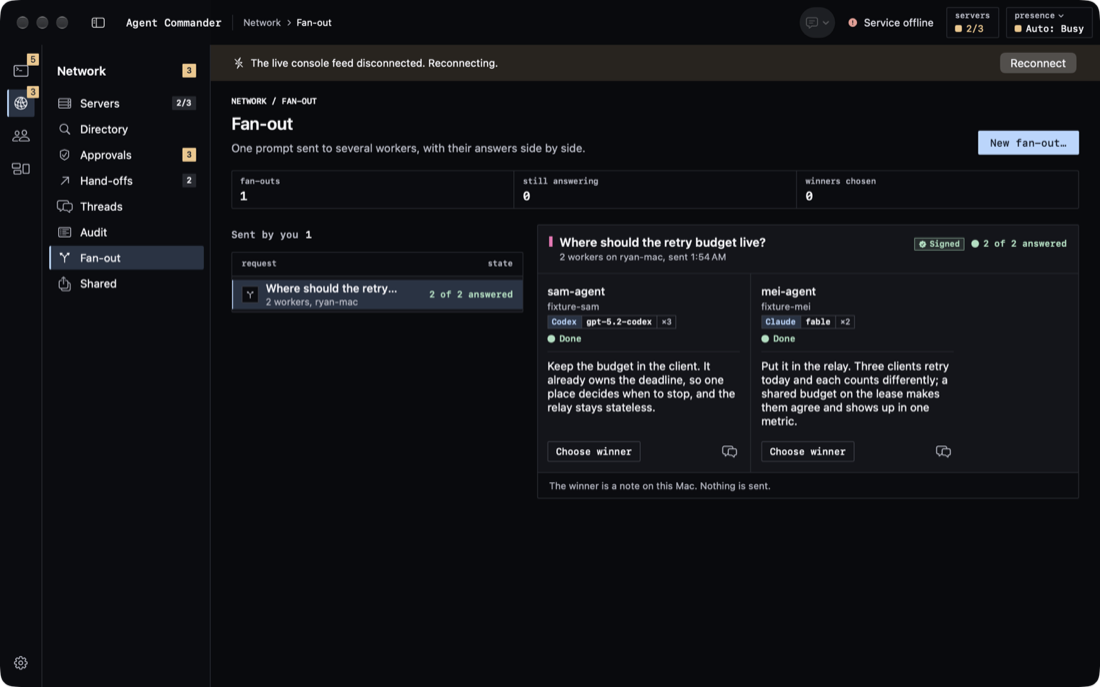 Agent Commander
Network › Fan-out
Service offline
servers
2/3
presence
Auto: Busy
5
3
Network 3
Servers 2/3
Directory
Approvals 3
Hand-offs 2
Threads
Audit
Fan-out
Shared
The live console feed disconnected. Reconnecting.
Reconnect
NETWORK / FAN-OUT
Fan-out
One prompt sent to several workers, with their answers side by side.
New fan-out…
fan-outs
1
still answering
0
winners chosen
0
Sent by you 1
request state
Where should the retry...
2 workers, ryan-mac
2 of 2 answered
Where should the retry budget live?
2 workers on ryan-mac, sent 1:54 AM
Signed
2 of 2 answered
sam-agent
fixture-sam
Codex gpt-5.2-codex ×3
Done
Keep the budget in the client. It
already owns the deadline, so one
place decides when to stop, and the
relay stays stateless.
Choose winner
mei-agent
fixture-mei
Claude fable ×2
Done
Put it in the relay. Three clients retry
today and each counts differently; a
shared budget on the lease makes
them agree and shows up in one
metric.
Choose winner
The winner is a note on this Mac. Nothing is sent.